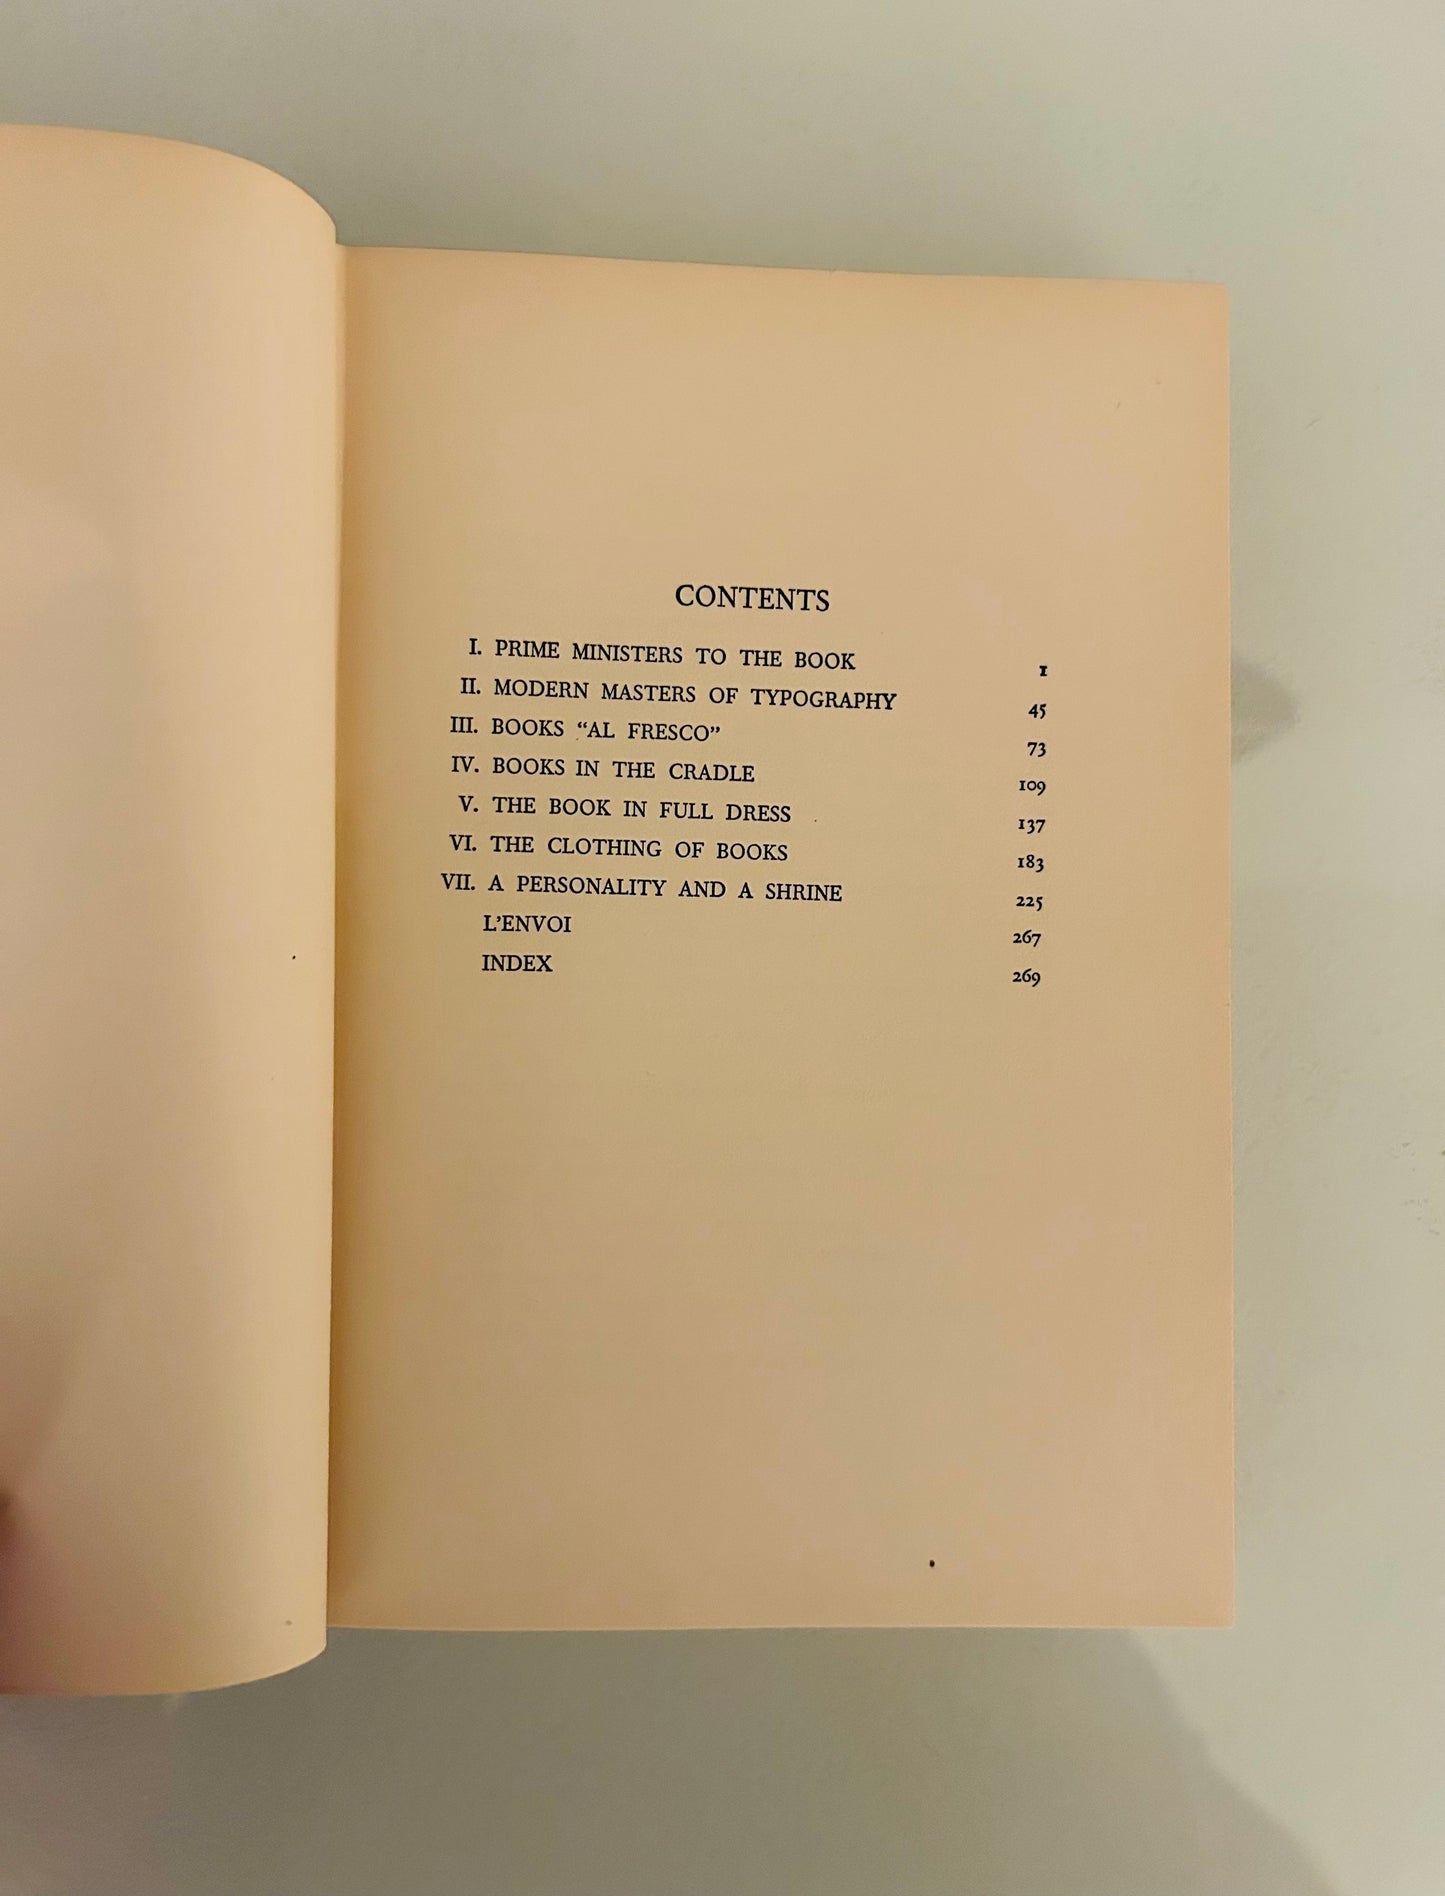 CONTENTS
I. PRIME MINISTERS TO THE BOOK 1
II. MODERN MASTERS OF TYPOGRAPHY 45
III. BOOKS “AL FRESCO” 73
IV. BOOKS IN THE CRADLE 109
V. THE BOOK IN FULL DRESS 137
VI. THE CLOTHING OF BOOKS 183
VII. A PERSONALITY AND A SHRINE 225
L’ENVOI 267
INDEX 269